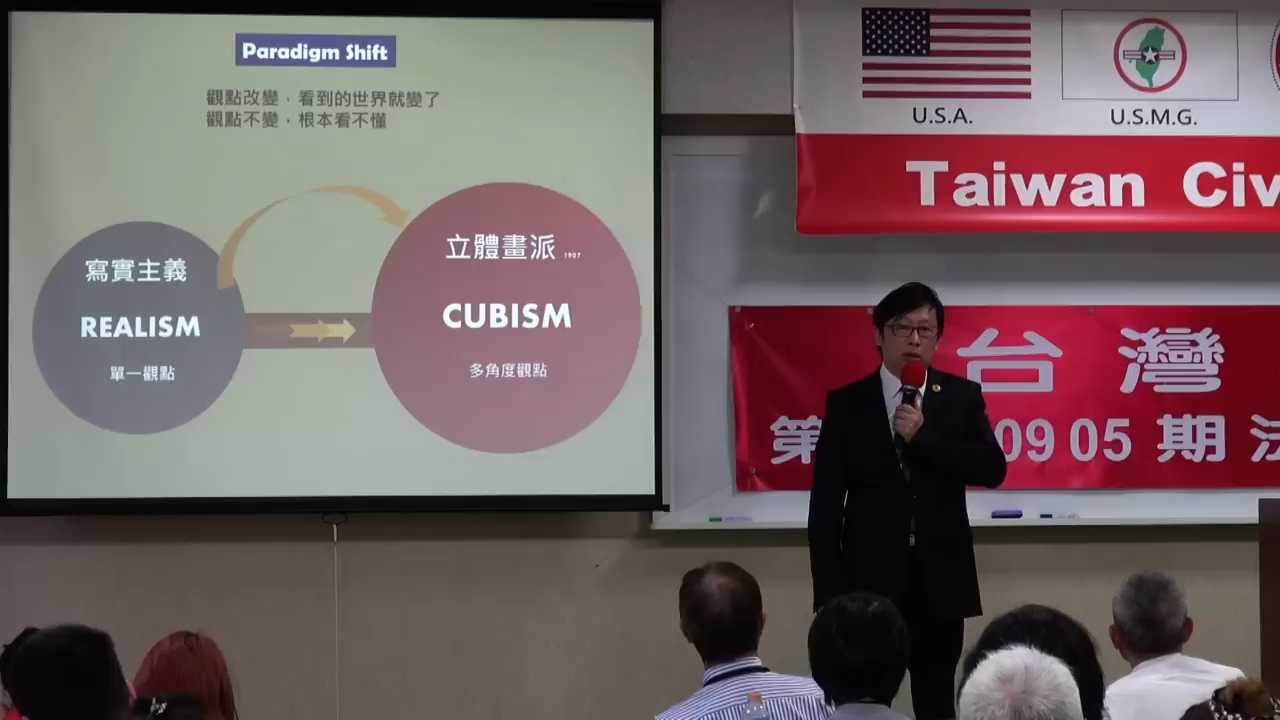 Paradigm Shift
觀點改變，看到的世界就變了
觀點不變，根本看不懂
寫實主義
REALISM
單一觀點
立體畫派 1907
CUBISM
多角度觀點
U.S.A.
U.S.M.G.
Taiwan Civ
台灣
第
09 05 期 法